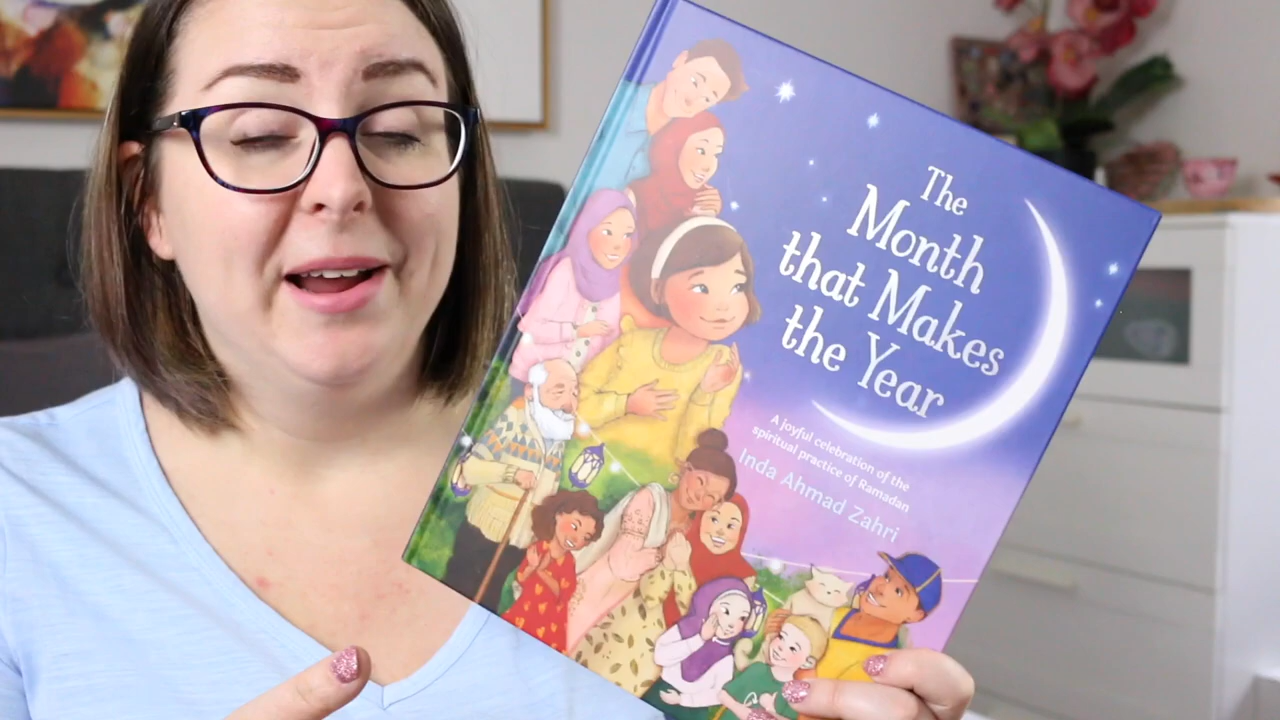 The
Month
that Makes
the Year
A joyful celebration of the
spiritual practice of Ramadan
Inda Ahmad Zahri